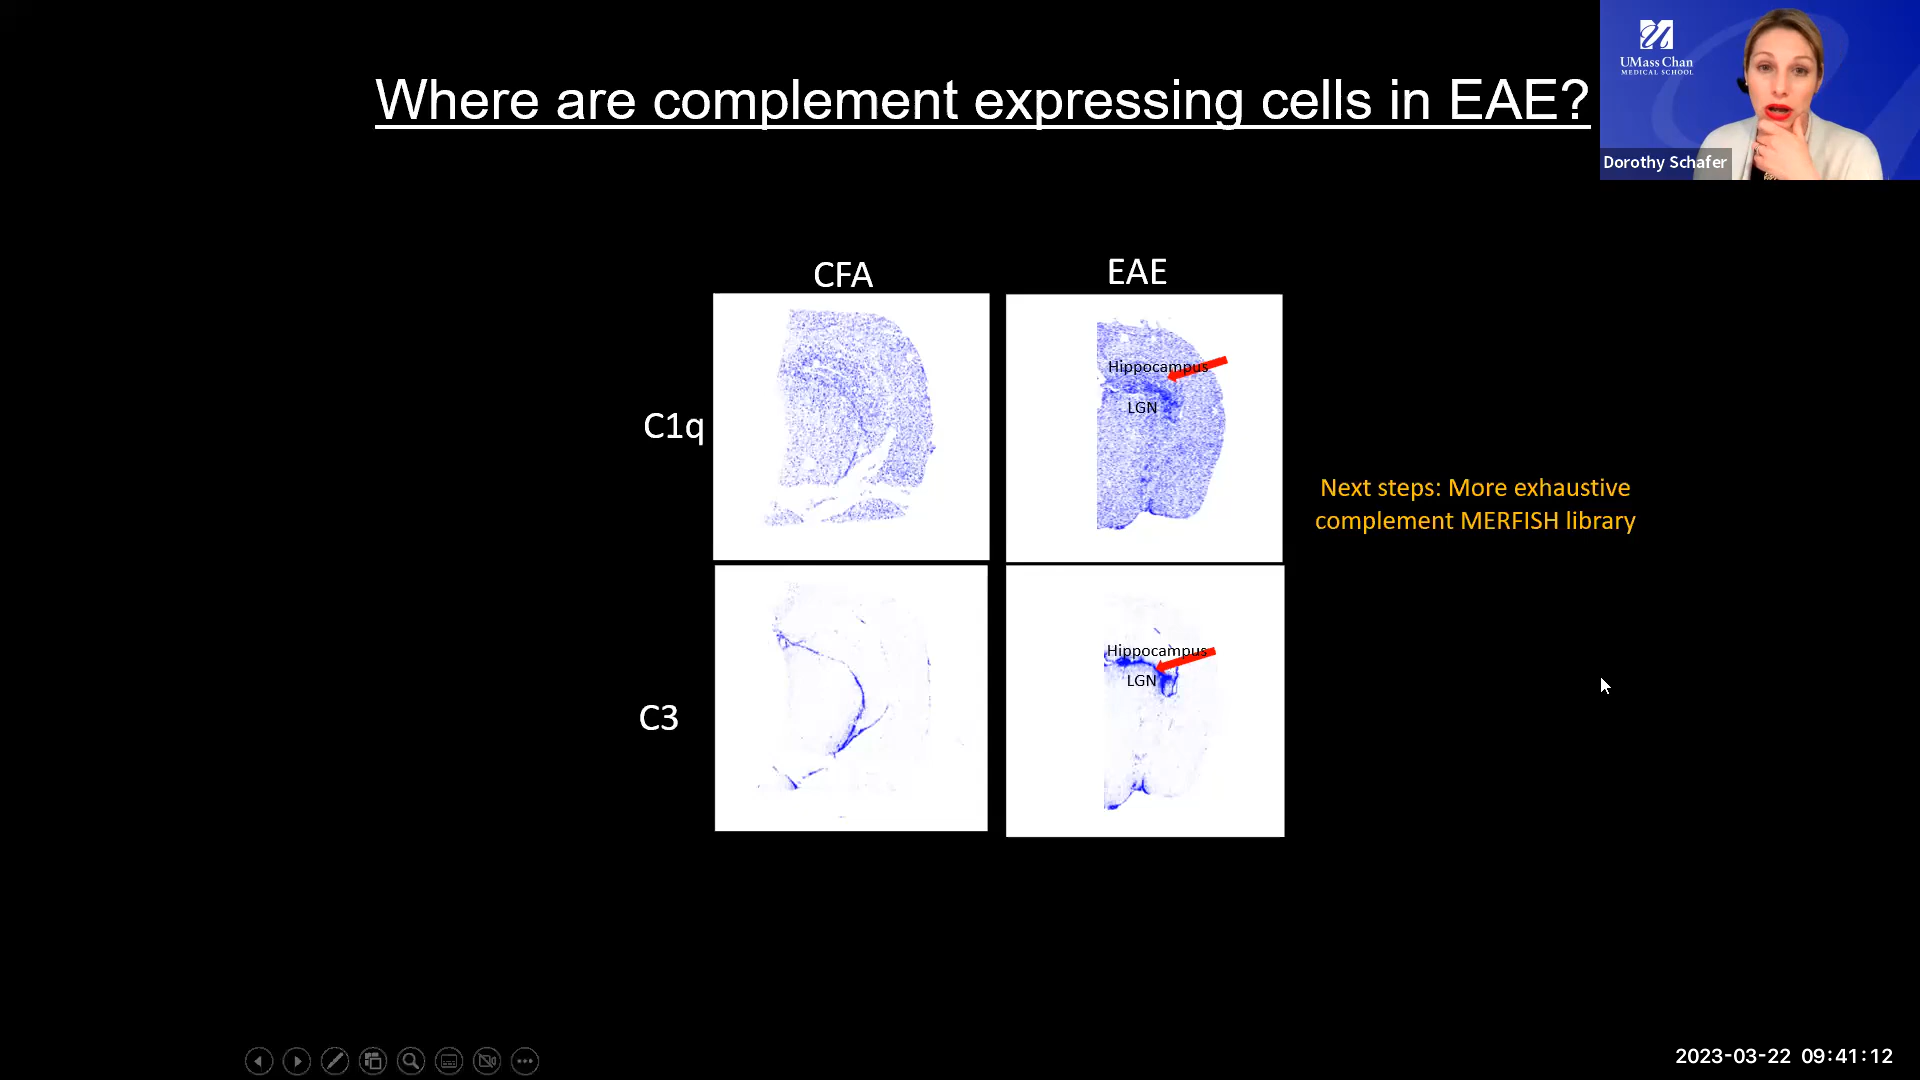 Where are complement expressing cells in EAE?
UMass Chan
MEDICAL SCHOOL
Dorothy Schafer
CFA
EAE
C1q
Hippocampus
LGN
Next steps: More exhaustive
complement MERFISH library
C3
Hippocampus
LGN
2023-03-22 09:41:12